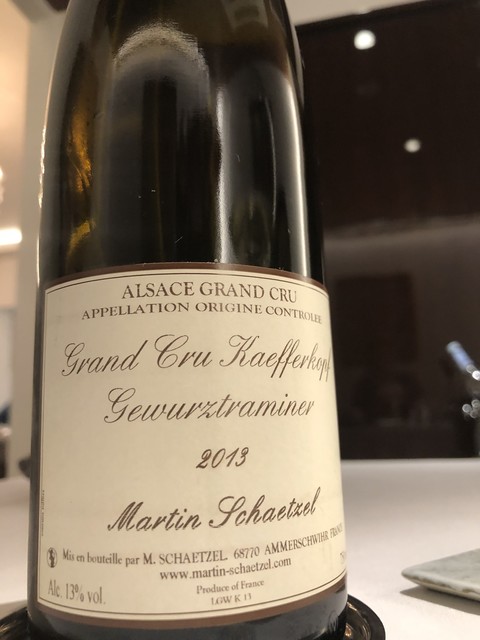 ALSACE GRAND CRU
APPELLATION ORIGINE CONTROLEE
Grand Cru Kaefferkopf
Gewurztraminer
2013
Martin Schaetzel
Mis en bouteille par M. SCHAETZEL. 68770 AMMERSCHWIHR FRANCE
www.martin-schaetzel.com
Alc. 13% vol.
Produce of France
LGW K 13